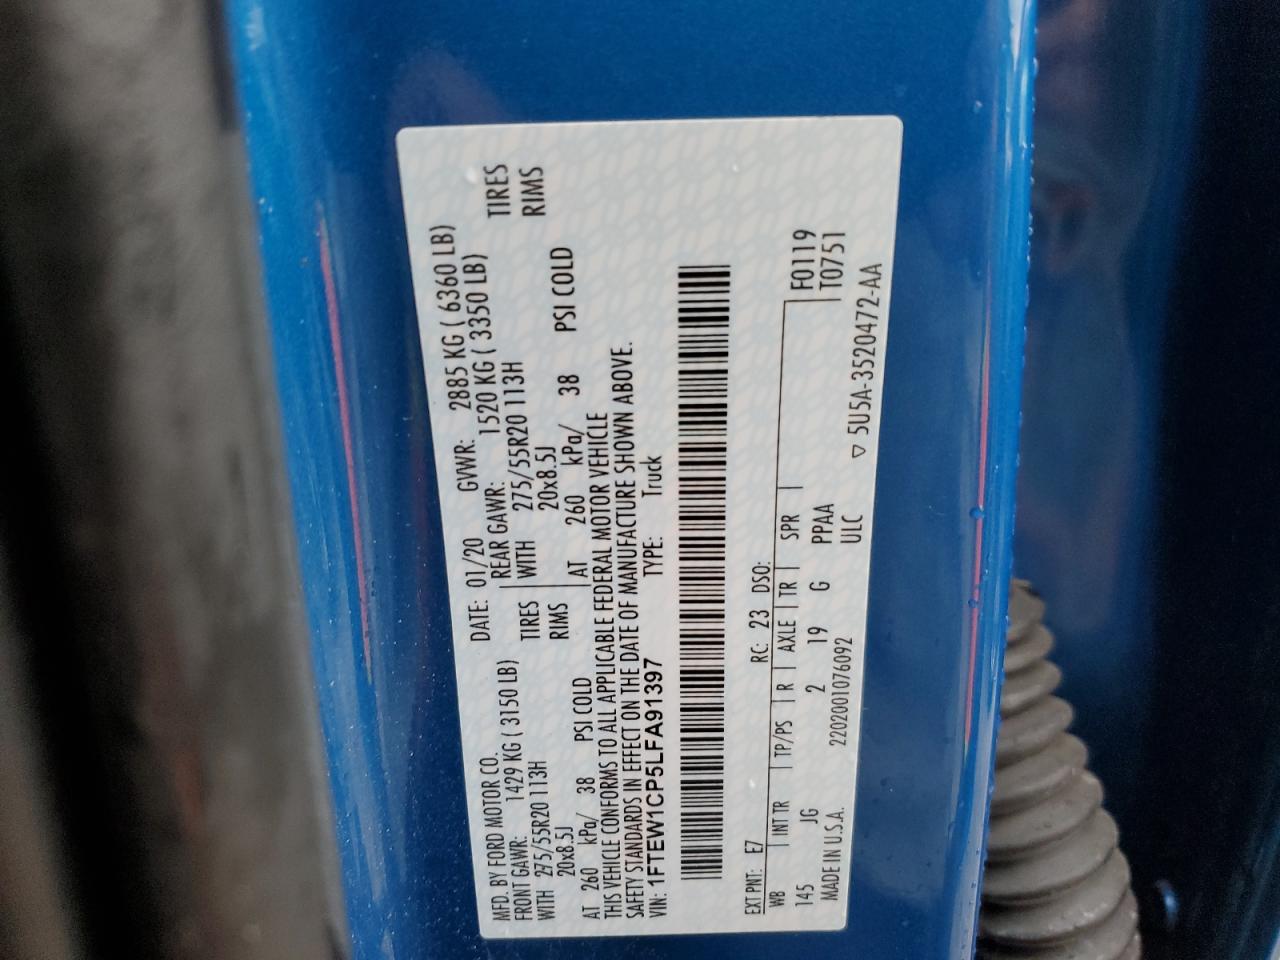 MFD. BY FORD MOTOR CO.
DATE: 01/20 GVWR: 2885 KG ( 6360 LB)
FRONT GAWR: 1429 KG ( 3150 LB) REAR GAWR: 1520 KG ( 3350 LB)
WITH 275/55R20 113H TIRES WITH 275/55R20 113H TIRES
20x8.5J RIMS 20x8.5J RIMS
AT 260 kPa/ 38 PSI COLD AT 260 kPa/ 38 PSI COLD
THIS VEHICLE CONFORMS TO ALL APPLICABLE FEDERAL MOTOR VEHICLE
SAFETY STANDARDS IN EFFECT ON THE DATE OF MANUFACTURE SHOWN ABOVE.
VIN: 1FTEW1CP5LFA91397 TYPE: Truck
EXT PNT: E7 RC: 23 DSO:
WB INT TR TP/PS R AXLE TR SPR F0119
145 JG 2 19 G PPAA T0751
MADE IN U.S.A. 2202001076092 ULC ▽ 5U5A-3520472-AA